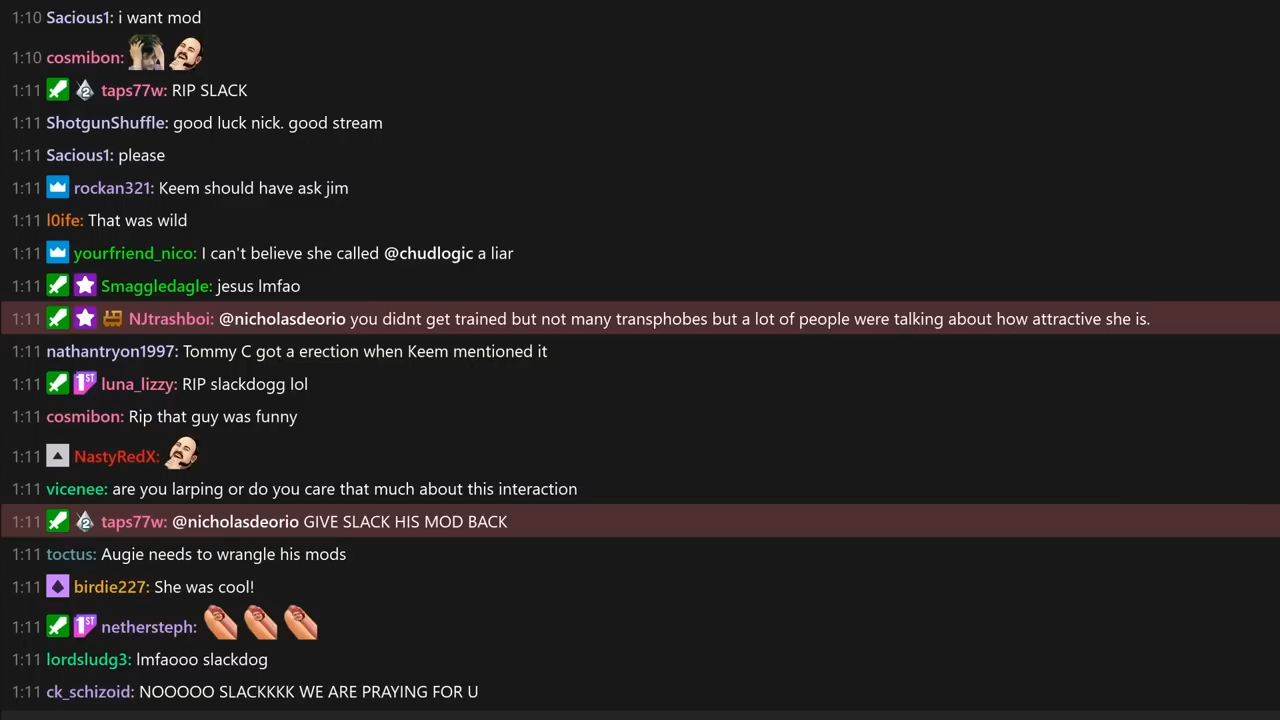 1:10 Sacious1: i want mod
1:10 cosmibon:
1:11 2 taps77w: RIP SLACK
1:11 ShotgunShuffle: good luck nick. good stream
1:11 Sacious1: please
1:11 rockan321: Keem should have ask jim
1:11 l0ife: That was wild
1:11 yourfriend_nico: I can't believe she called @chudlogic a liar
1:11 Smaggledagle: jesus lmfao
1:11 NJtrashboi: @nicholasdeorio you didnt get trained but not many transphobes but a lot of people were talking about how attractive she is.
1:11 nathantryon1997: Tommy C got a erection when Keem mentioned it
1:11 1ST luna_lizzy: RIP slackdogg lol
1:11 cosmibon: Rip that guy was funny
1:11 NastyRedX:
1:11 vicenee: are you larping or do you care that much about this interaction
1:11 2 taps77w: @nicholasdeorio GIVE SLACK HIS MOD BACK
1:11 toctus: Augie needs to wrangle his mods
1:11 birdie227: She was cool!
1:11 1ST nethersteph:
1:11 lordsludg3: lmfaooo slackdog
1:11 ck_schizoid: NOOOOO SLACKKKK WE ARE PRAYING FOR U